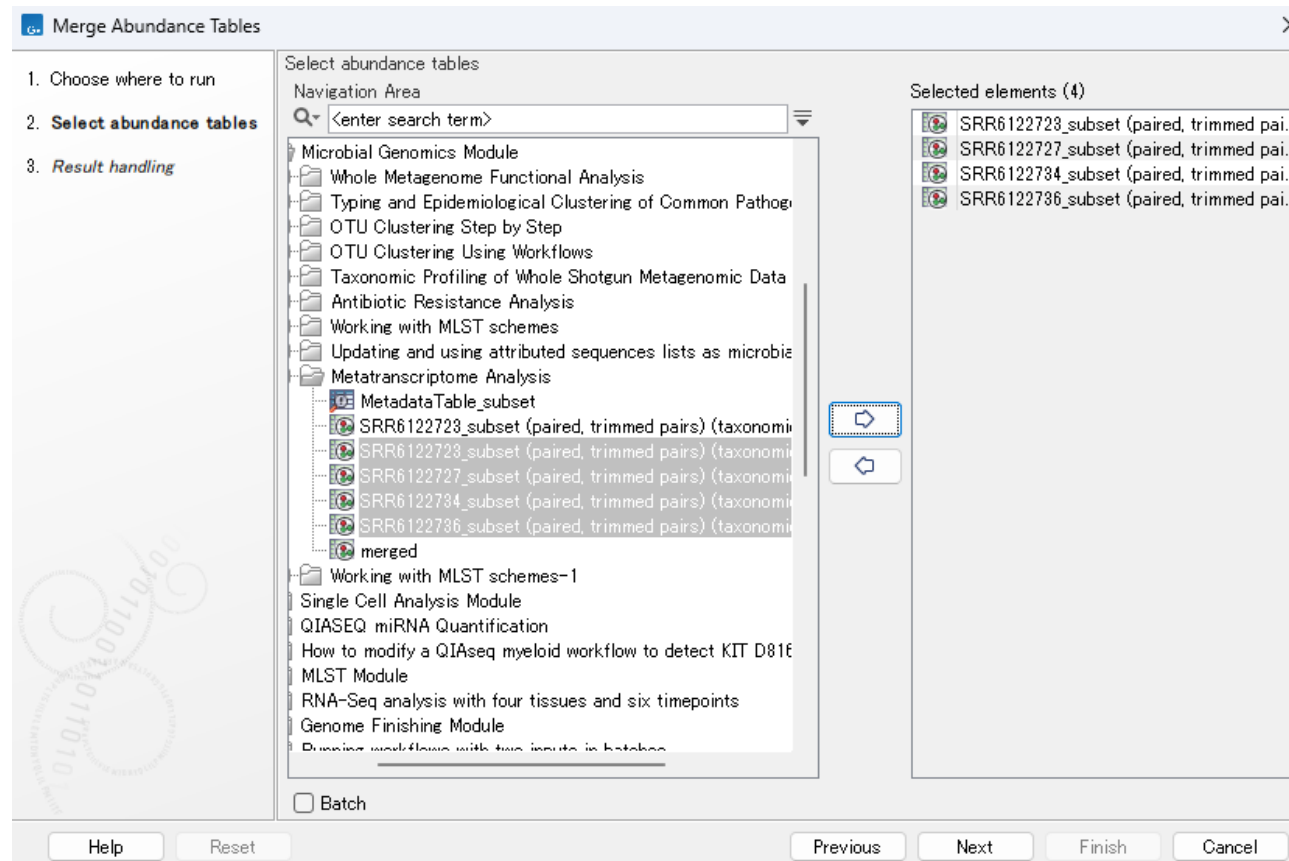 Merge Abundance Tables
1. Choose where to run
2. Select abundance tables
3. Result handling
Select abundance tables
Navigation Area
<enter search term>
Microbial Genomics Module
Whole Metagenome Functional Analysis
Typing and Epidemiological Clustering of Common Pathog
OTU Clustering Step by Step
OTU Clustering Using Workflows
Taxonomic Profiling of Whole Shotgun Metagenomic Data
Antibiotic Resistance Analysis
Working with MLST schemes
Updating and using attributed sequences lists as microbia
Metatranscriptome Analysis
MetadataTable_subset
SRR6122723_subset (paired, trimmed pairs) (taxonomi
SRR6122723_subset (paired, trimmed pairs) (taxonomi
SRR6122727_subset (paired, trimmed pairs) (taxonomi
SRR6122734_subset (paired, trimmed pairs) (taxonomi
SRR6122736_subset (paired, trimmed pairs) (taxonomi
merged
Working with MLST schemes-1
Single Cell Analysis Module
QIASEQ miRNA Quantification
How to modify a QIAseq myeloid workflow to detect KIT D816
MLST Module
RNA-Seq analysis with four tissues and six timepoints
Genome Finishing Module
Running workflows with two inputs in batches
Selected elements (4)
SRR6122723_subset (paired, trimmed pai.
SRR6122727_subset (paired, trimmed pai.
SRR6122734_subset (paired, trimmed pai.
SRR6122736_subset (paired, trimmed pai.
Batch
Help
Reset
Previous
Next
Finish
Cancel